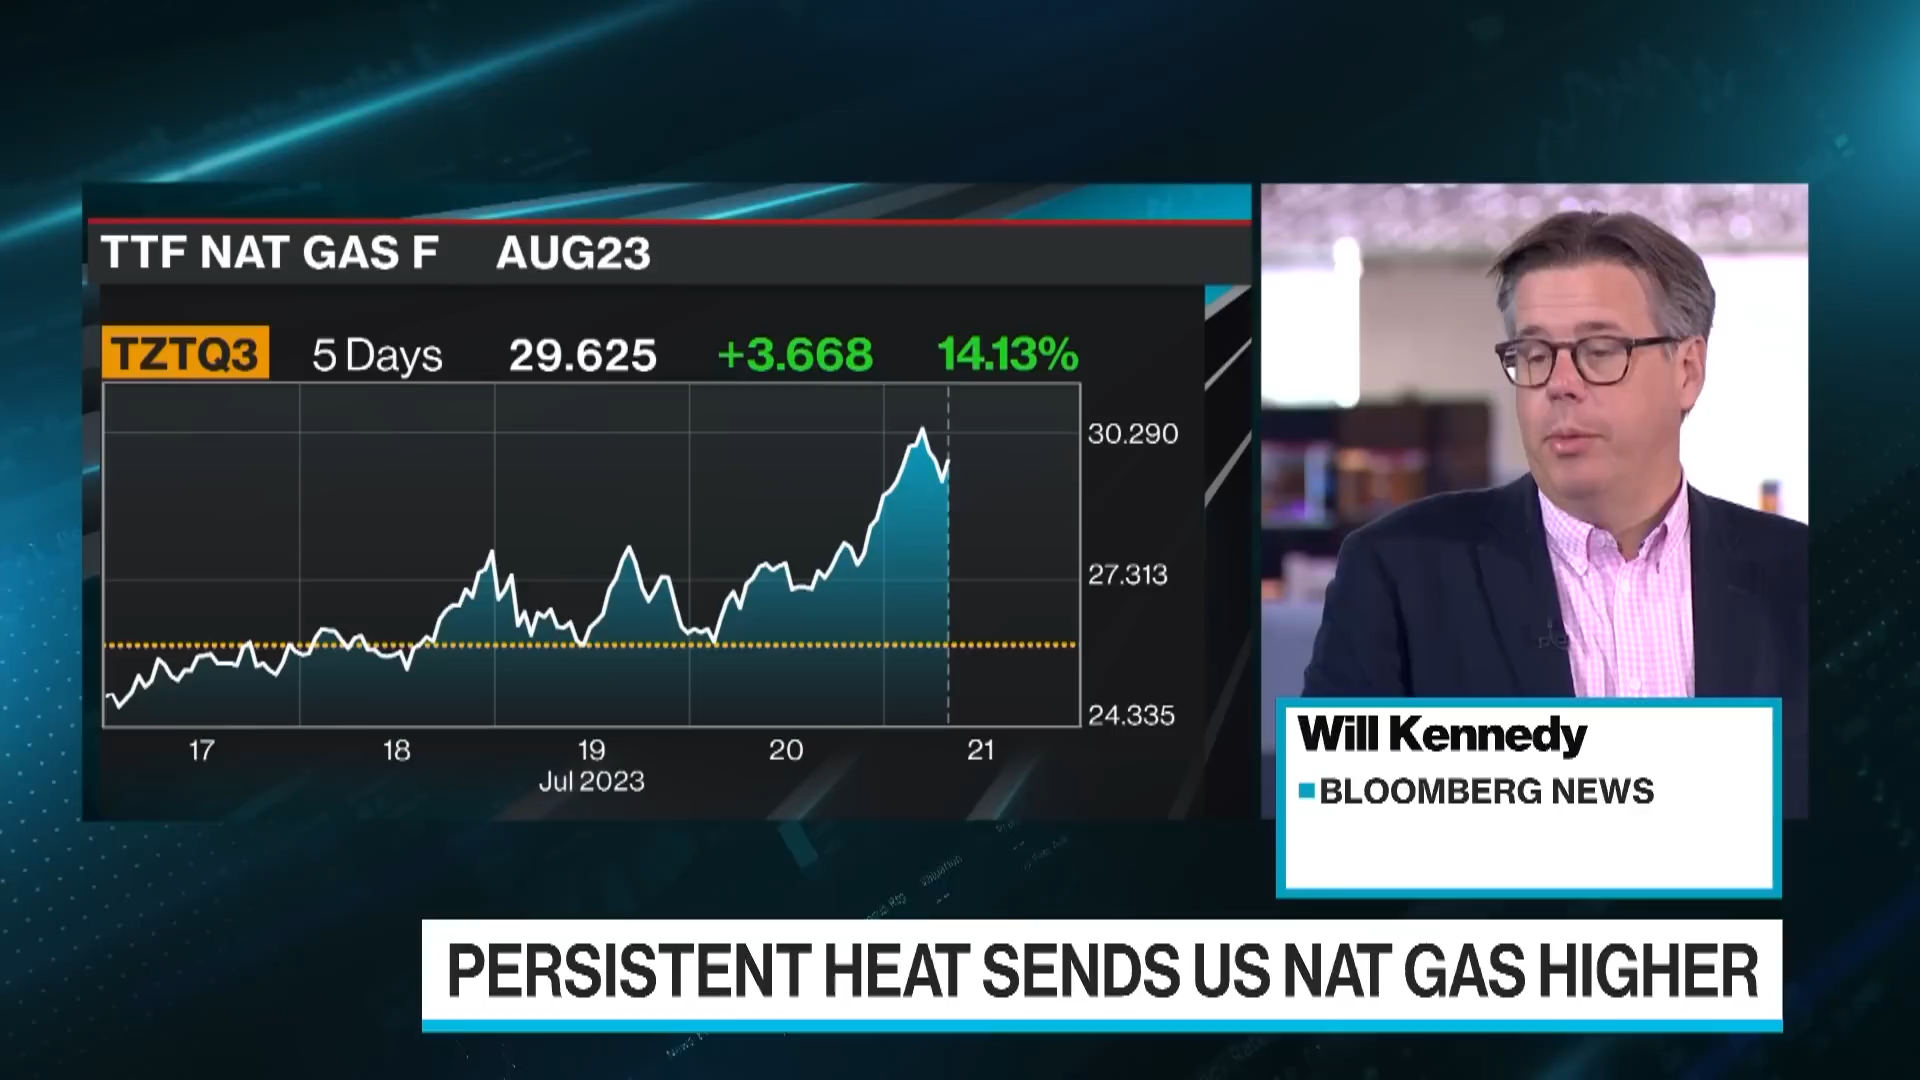 TTF NAT GAS F AUG23
TZTQ3 5 Days 29.625 +3.668 14.13%
30.290
27.313
24.335
17 18 19 20 21
Jul 2023
Will Kennedy
BLOOMBERG NEWS
PERSISTENT HEAT SENDS US NAT GAS HIGHER